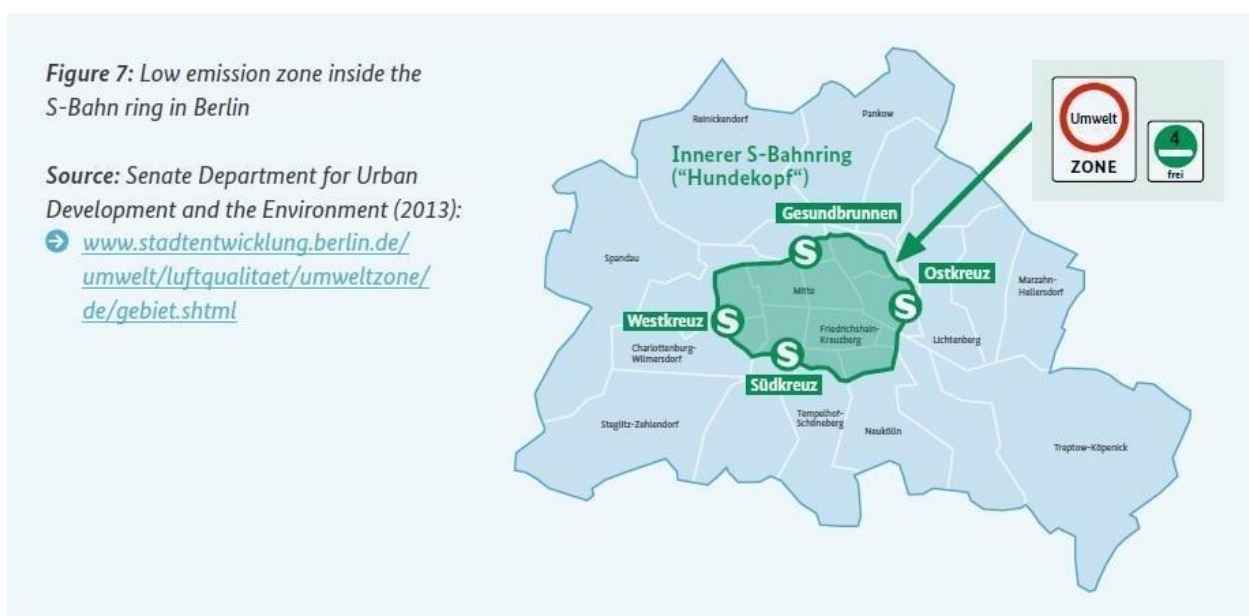 Figure 7: Low emission zone inside the
S-Bahn ring in Berlin
Source: Senate Department for Urban
Development and the Environment (2013):
www.stadtentwicklung.berlin.de/
umwelt/luftqualitaet/umweltzone/
de/gebiet.shtml
Reinickendorf
Pankow
Innerer S-Bahnring
("Hundekopf")
Gesundbrunnen
S
Spandau
Mitte
Ostkreuz
S
Marzahn-
Hellersdorf
Westkreuz
S
Friedrichshain-
Kreuzberg
Lichtenberg
Charlottenburg-
Wilmersdorf
S
Südkreuz
Steglitz-Zehlendorf
Tempelhof-
Schöneberg
Neukölln
Treptow-Köpenick
Umwelt
ZONE
4
frei